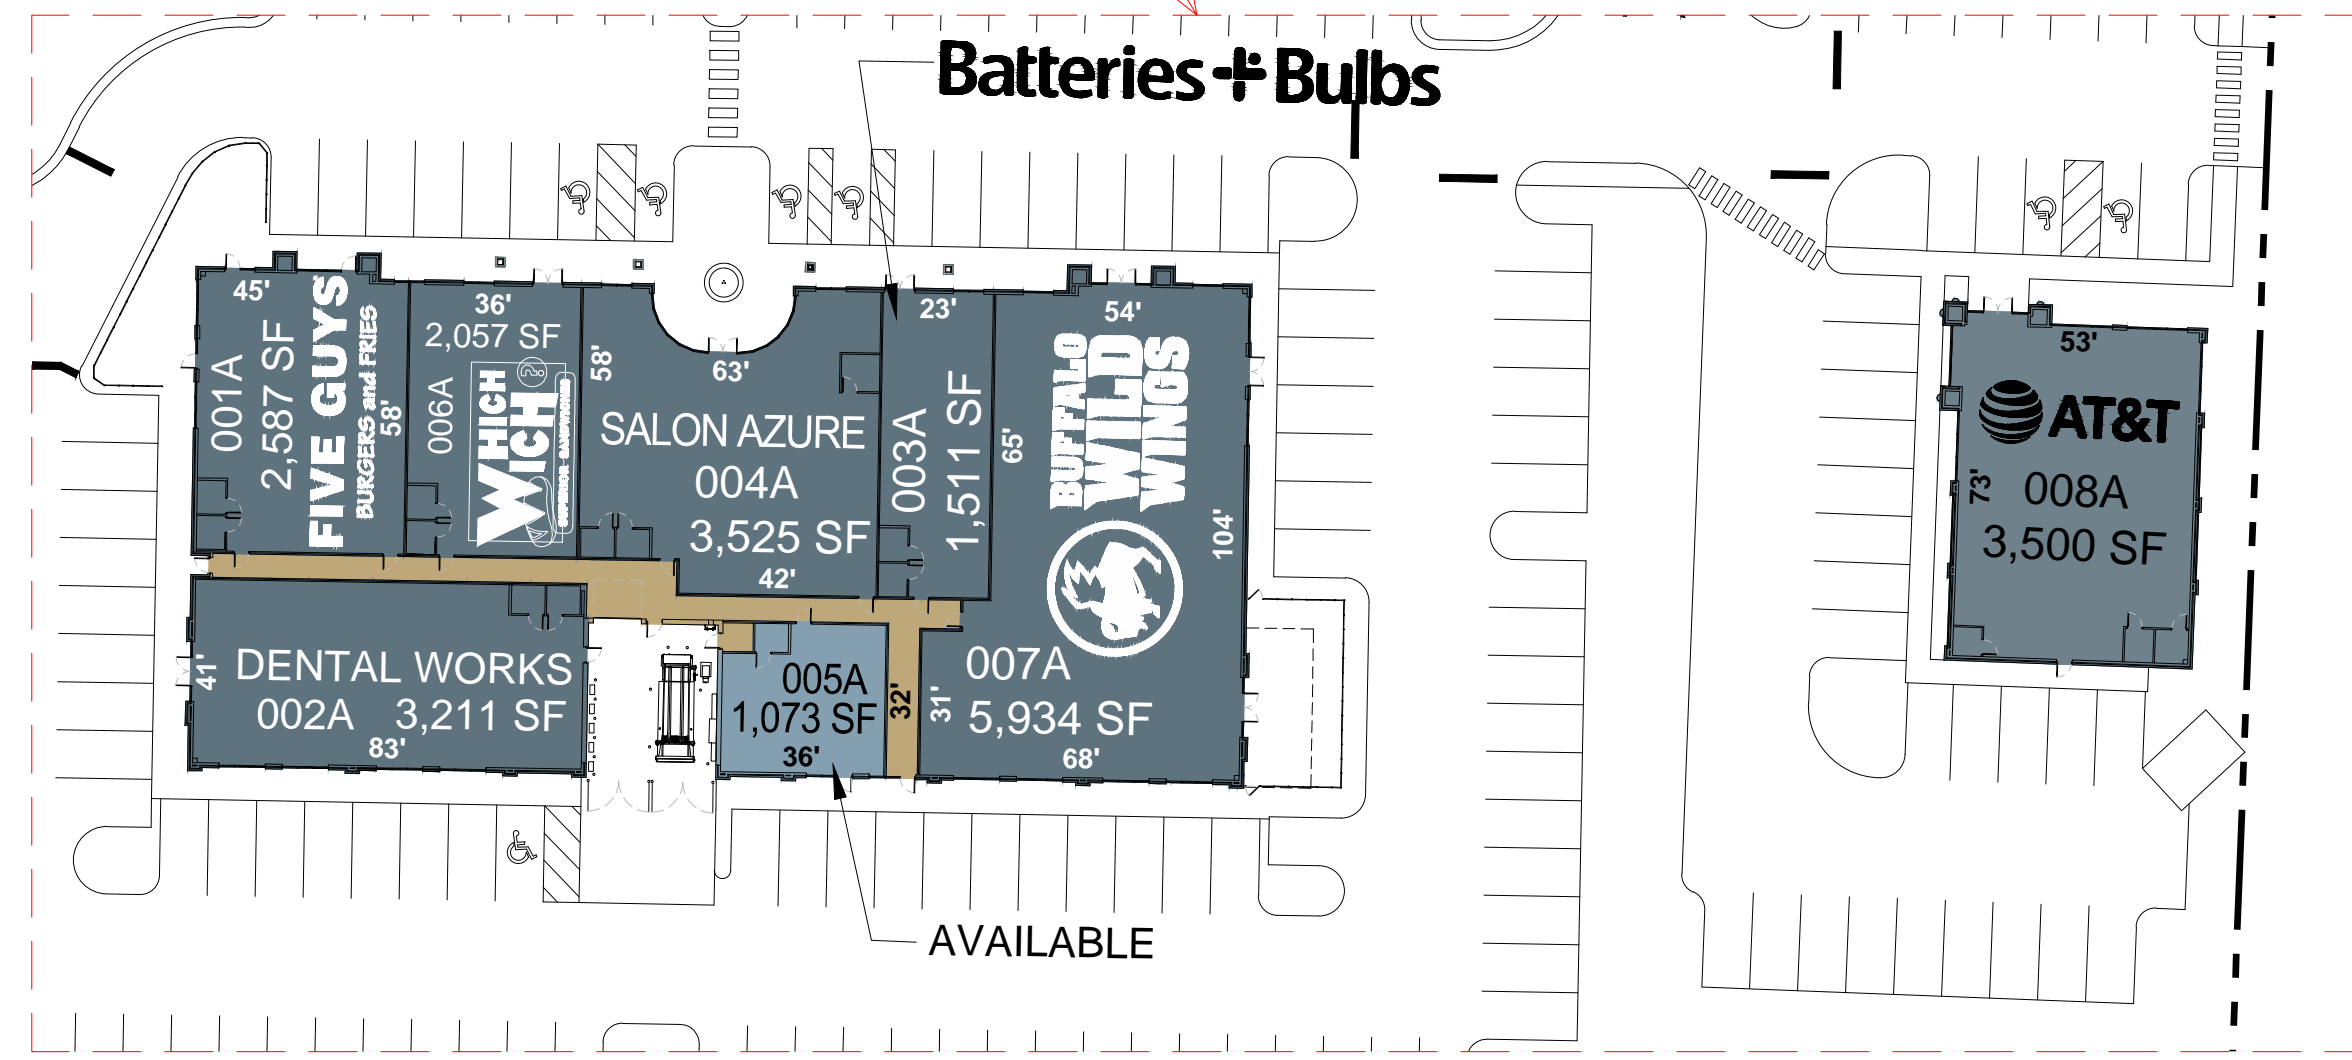 Batteries + Bulbs
45'
001A
2,587 SF
FIVE GUYS
BURGERS and FRIES
58'
36'
2,057 SF
006A
WHICH
WICH
?
SUPERIOR SANDWICHES
58'
63'
SALON AZURE
004A
3,525 SF
42'
23'
003A
1,511 SF
65'
54'
BUFFALO
WILD
WINGS
104'
007A
5,934 SF
31'
68'
DENTAL WORKS
002A 3,211 SF
41'
83'
005A
1,073 SF
36'
32'
AVAILABLE
53'
AT&T
73'
008A
3,500 SF